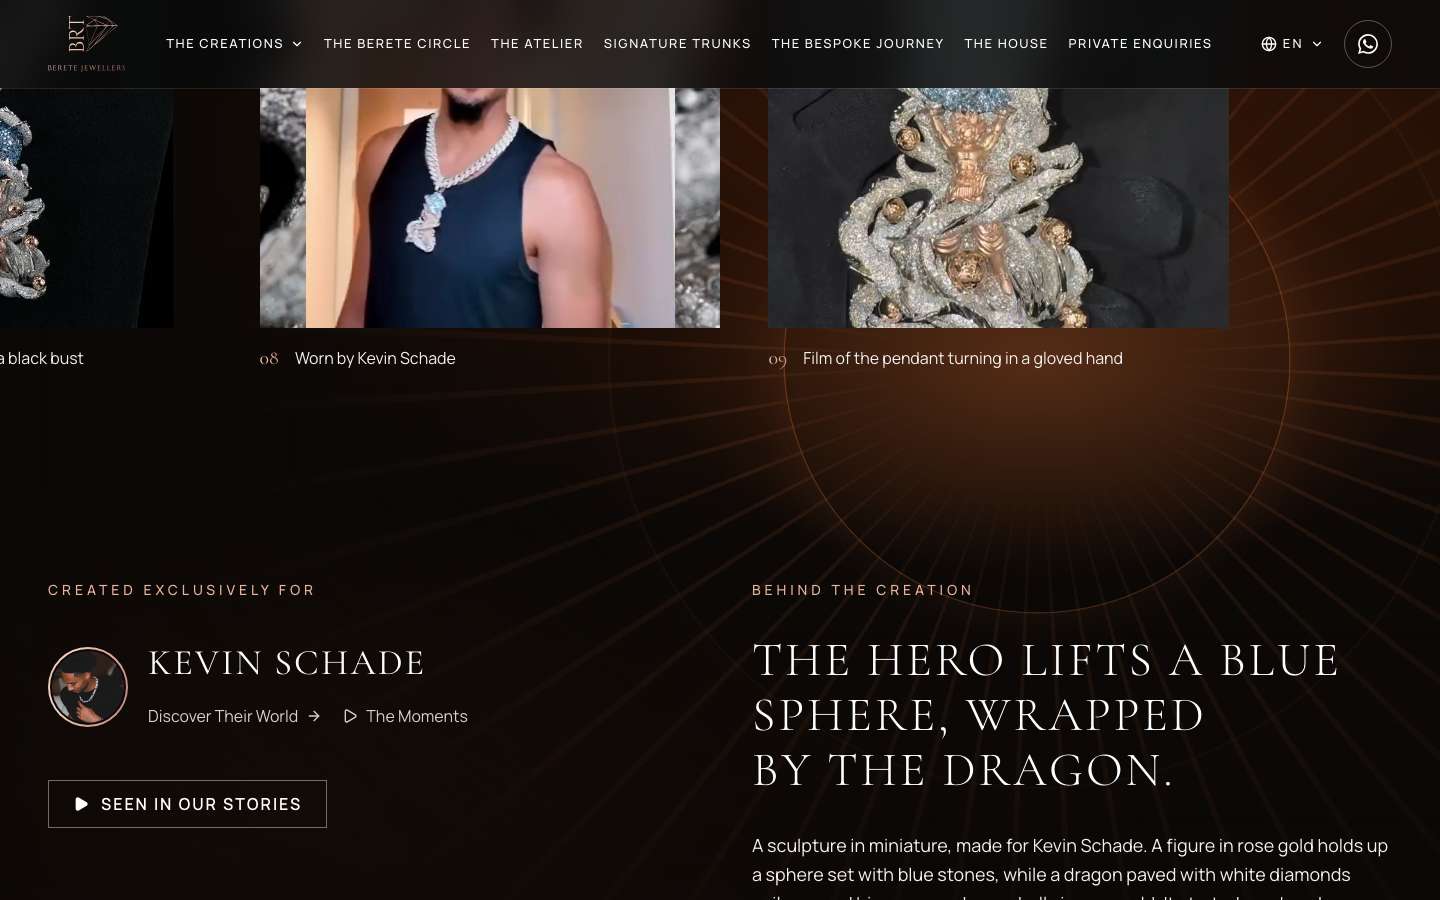 BRT
BERETE JEWELLERS
THE CREATIONS
THE BERETE CIRCLE
THE ATELIER
SIGNATURE TRUNKS
THE BESPOKE JOURNEY
THE HOUSE
PRIVATE ENQUIRIES
EN
a black bust
08 Worn by Kevin Schade
09 Film of the pendant turning in a gloved hand
CREATED EXCLUSIVELY FOR
KEVIN SCHADE
Discover Their World
The Moments
SEEN IN OUR STORIES
BEHIND THE CREATION
THE HERO LIFTS A BLUE
SPHERE, WRAPPED
BY THE DRAGON.
A sculpture in miniature, made for Kevin Schade. A figure in rose gold holds up
a sphere set with blue stones, while a dragon paved with white diamonds